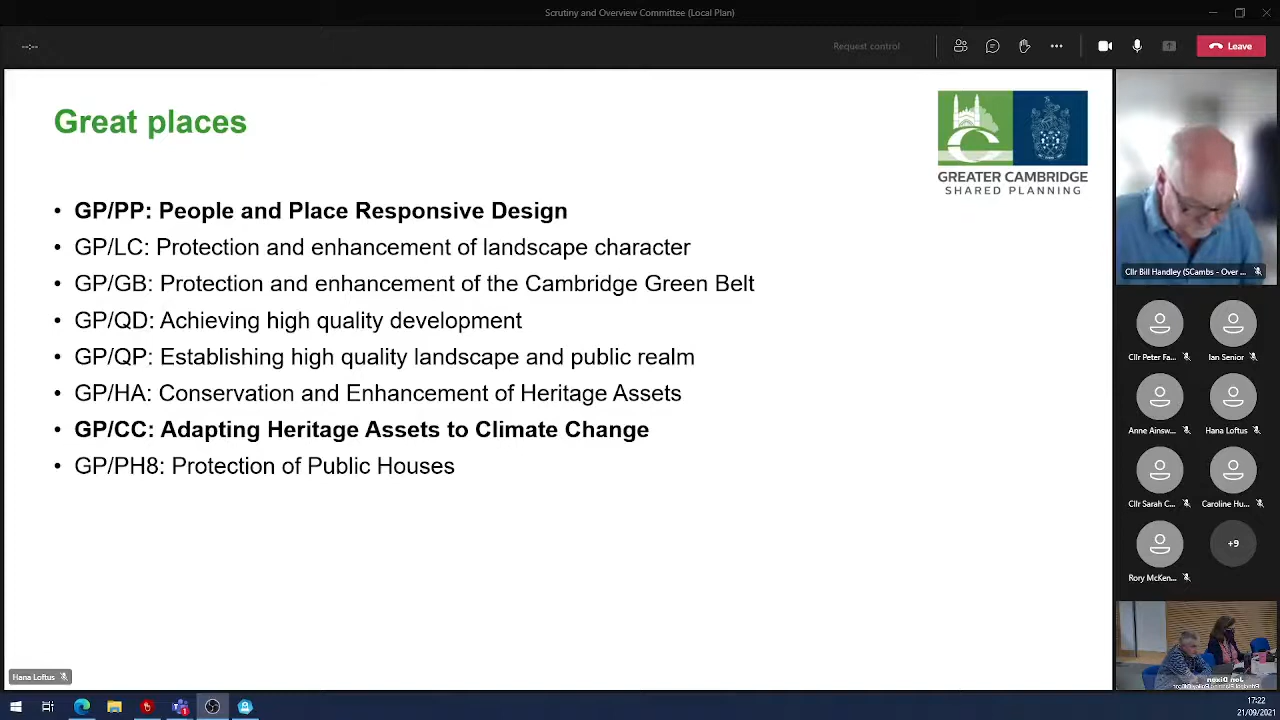 Scrutiny and Overview Committee (Local Plan)
Request control
Leave
Great places
GREATER CAMBRIDGE
SHARED PLANNING
• GP/PP: People and Place Responsive Design
• GP/LC: Protection and enhancement of landscape character
• GP/GB: Protection and enhancement of the Cambridge Green Belt
• GP/QD: Achieving high quality development
• GP/QP: Establishing high quality landscape and public realm
• GP/HA: Conservation and Enhancement of Heritage Assets
• GP/CC: Adapting Heritage Assets to Climate Change
• GP/PH8: Protection of Public Houses
Cllr Bill Handley (SCambs - Over ...
Cllr Peter Fa...
Ian Senior
Anne Ainsw...
Hana Loftus
Cllr Sarah C...
Caroline Hu...
Rory McKen...
+9
Jon Dixon
Hana Loftus
17:22
21/09/2021